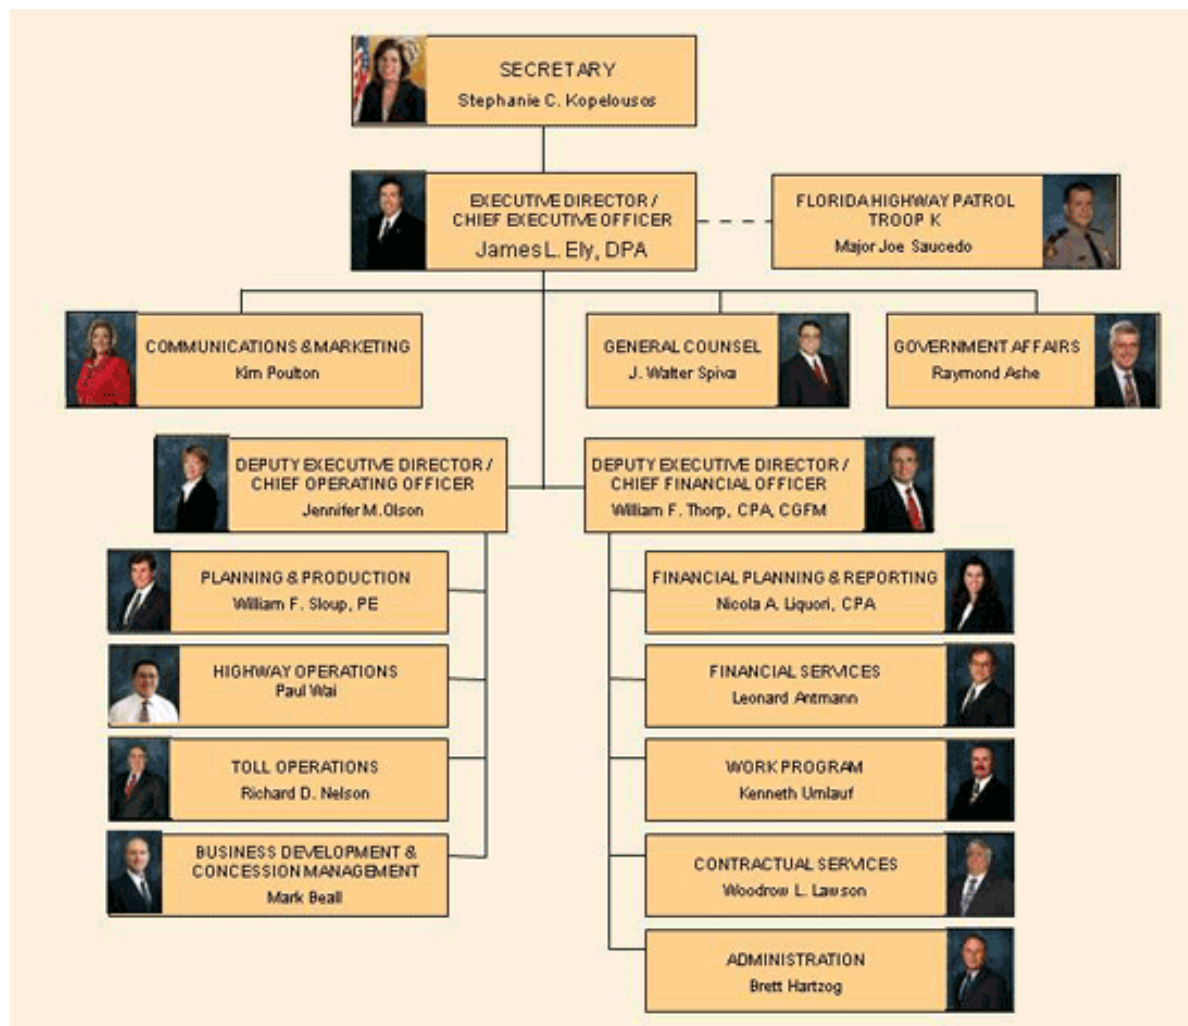 SECRETARY
Stephanie C. Kopelousos
EXECUTIVE DIRECTOR /
CHIEF EXECUTIVE OFFICER
James L. Ely, DPA
FLORIDA HIGHWAY PATROL
TROOP K
Major Joe Saucedo
COMMUNICATIONS & MARKETING
Kim Poulton
GENERAL COUNSEL
J. Walter Spiva
GOVERNMENT AFFAIRS
Raymond Ashe
DEPUTY EXECUTIVE DIRECTOR /
CHIEF OPERATING OFFICER
Jennifer M. Olson
DEPUTY EXECUTIVE DIRECTOR /
CHIEF FINANCIAL OFFICER
William F. Thorp, CPA, CGFM
PLANNING & PRODUCTION
William F. Sloup, PE
HIGHWAY OPERATIONS
Paul Wai
TOLL OPERATIONS
Richard D. Nelson
BUSINESS DEVELOPMENT &
CONCESSION MANAGEMENT
Mark Beall
FINANCIAL PLANNING & REPORTING
Nicola A. Liquori, CPA
FINANCIAL SERVICES
Leonard Antmann
WORK PROGRAM
Kenneth Umlauf
CONTRACTUAL SERVICES
Woodrow L. Lawson
ADMINISTRATION
Brett Hartzog